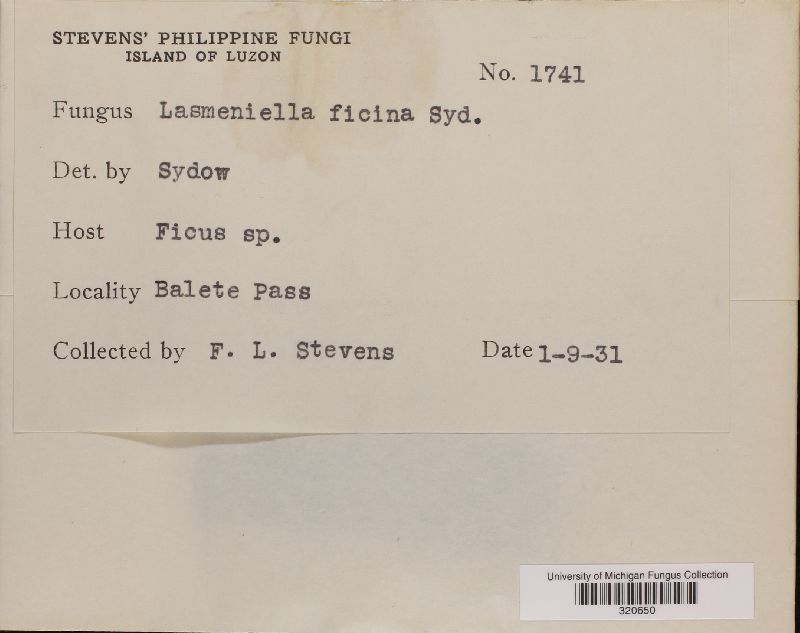 STEVENS' PHILIPPINE FUNGI
ISLAND OF LUZON
No. 1741
Fungus Lasmeniella ficina Syd.
Det. by Sydow
Host Ficus sp.
Locality Balete Pass
Collected by F. L. Stevens Date 1-9-31
University of Michigan Fungus Collection
320650